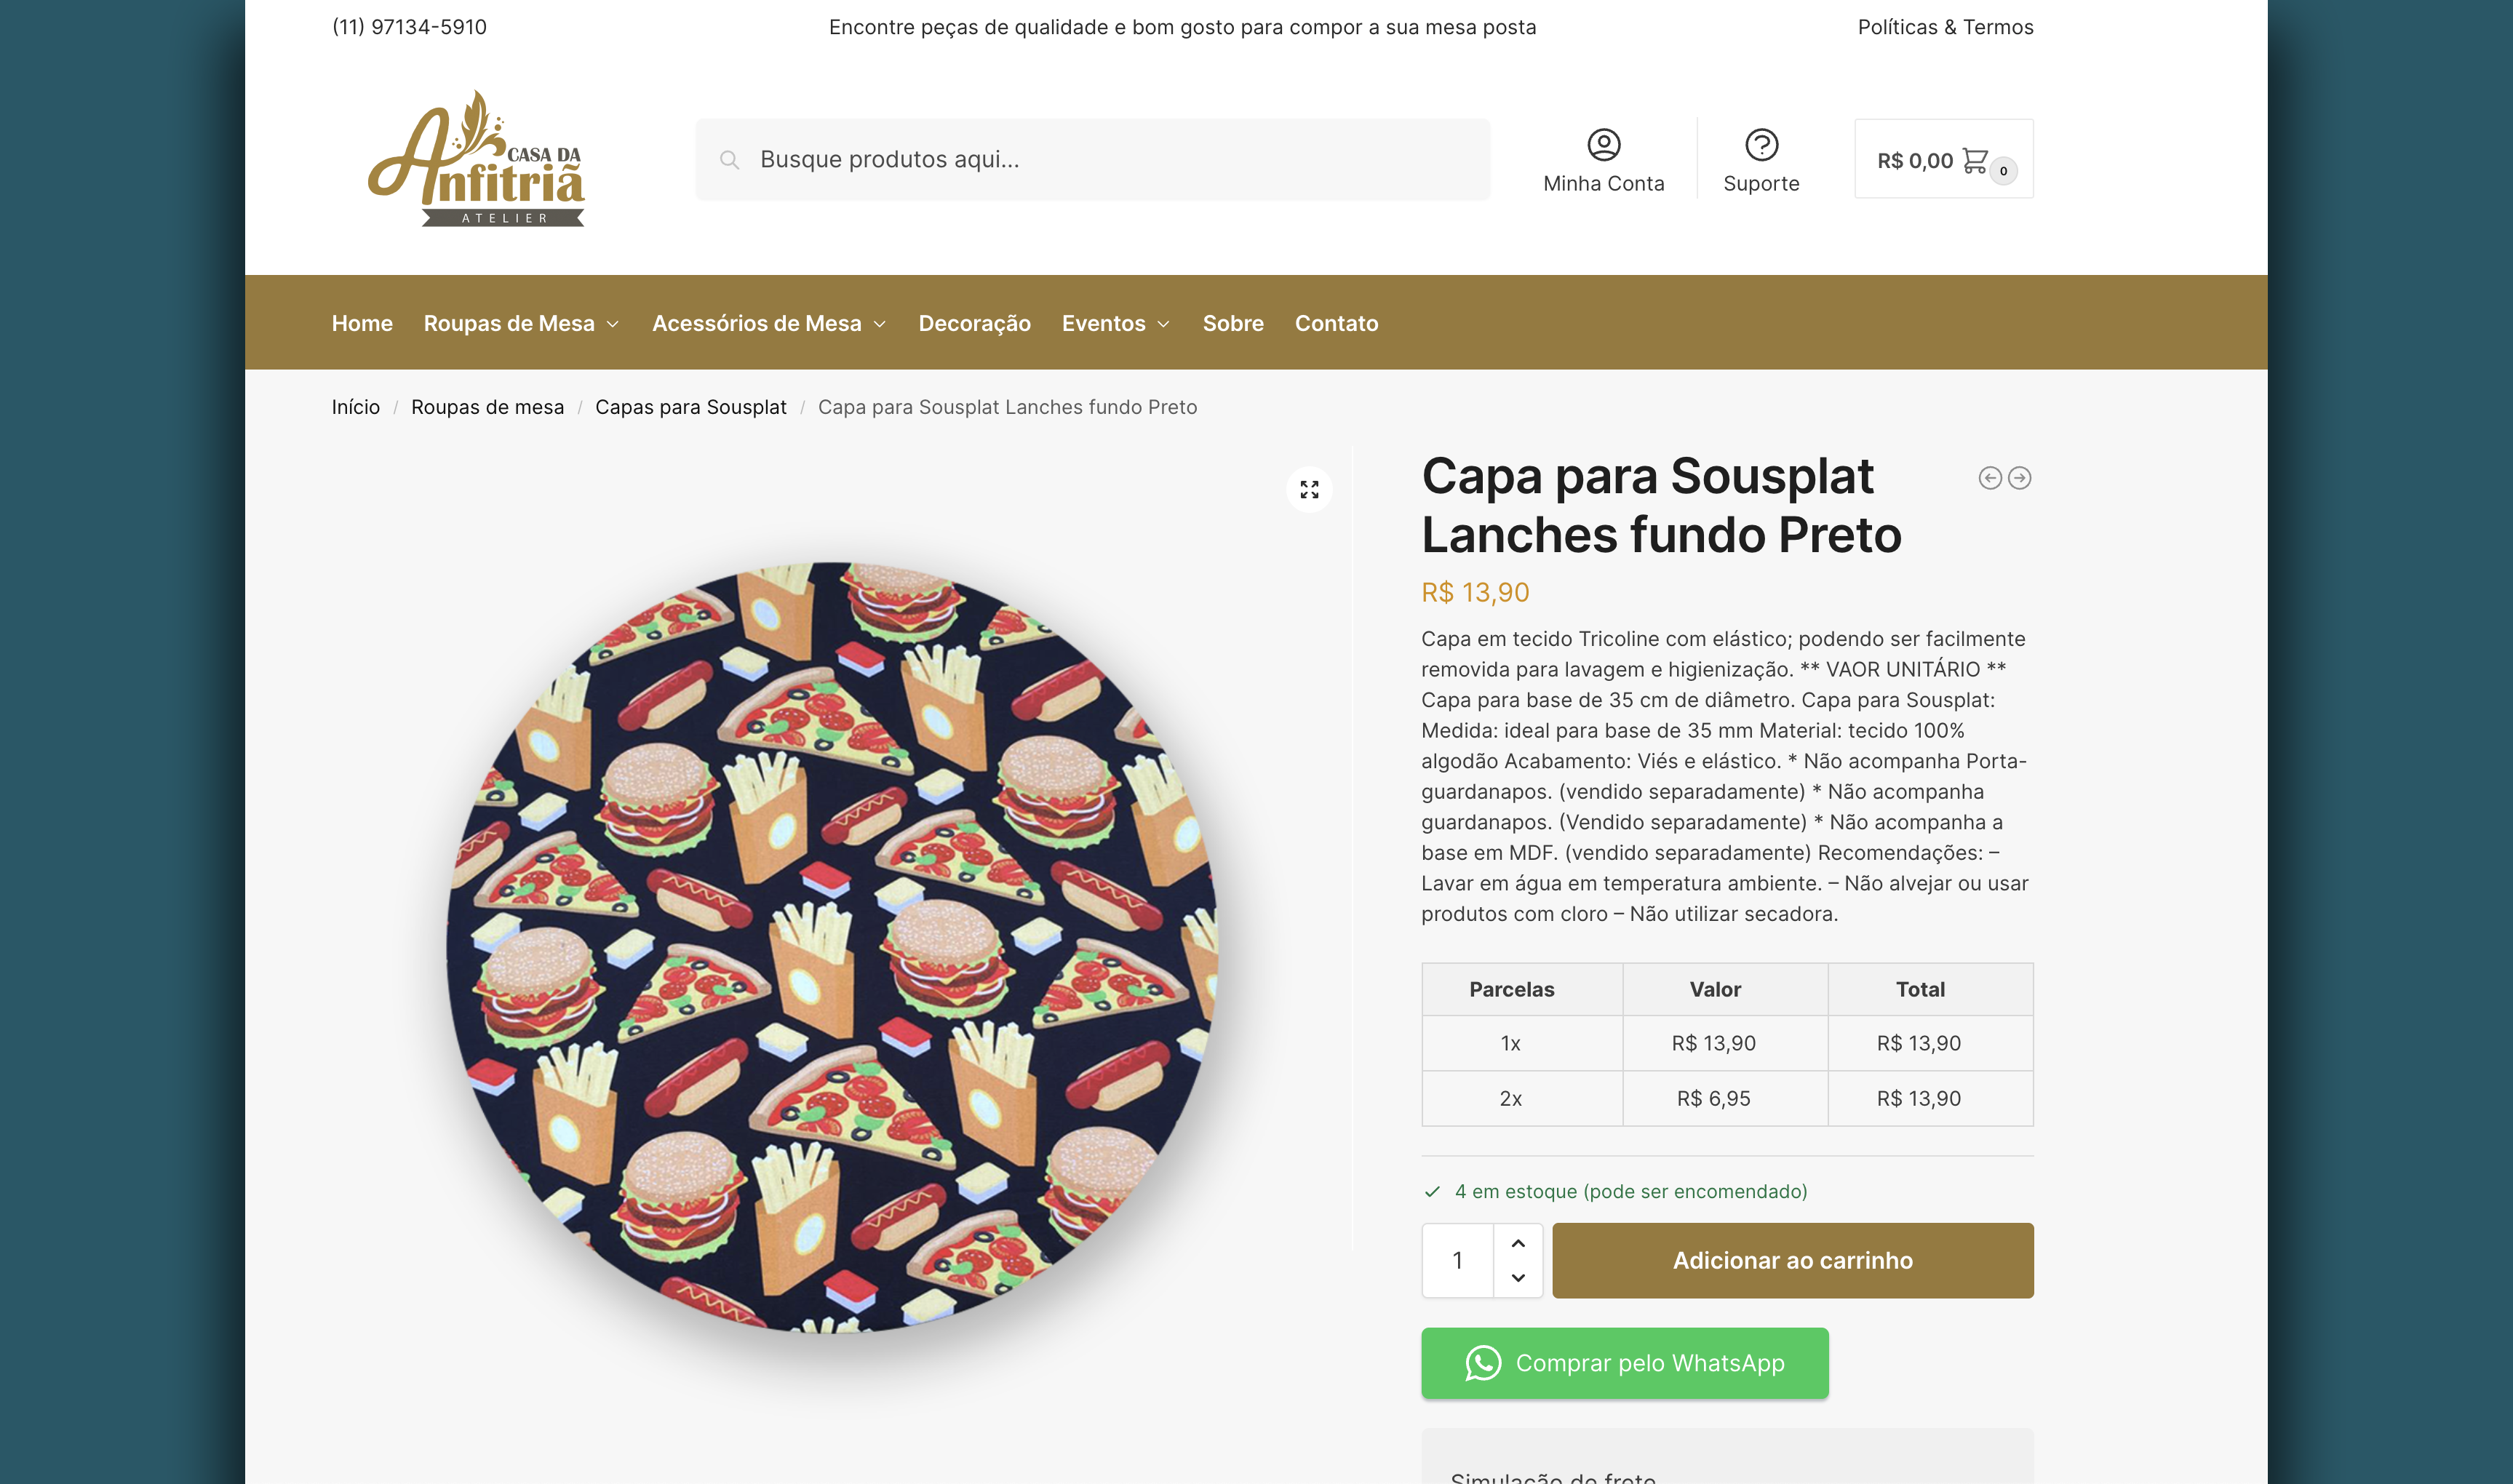 (11) 97134-5910
Encontre peças de qualidade e bom gosto para compor a sua mesa posta
Políticas & Termos
CASA DA
Anfitriã
ATELIER
Busque produtos aqui...
Minha Conta
Suporte
R$ 0,00
0
Home
Roupas de Mesa
Acessórios de Mesa
Decoração
Eventos
Sobre
Contato
Início / Roupas de mesa / Capas para Sousplat / Capa para Sousplat Lanches fundo Preto
Capa para Sousplat
Lanches fundo Preto
R$ 13,90
Capa em tecido Tricoline com elástico; podendo ser facilmente
removida para lavagem e higienização. ** VAOR UNITÁRIO **
Capa para base de 35 cm de diâmetro. Capa para Sousplat:
Medida: ideal para base de 35 mm Material: tecido 100%
algodão Acabamento: Viés e elástico. * Não acompanha Porta-
guardanapos. (vendido separadamente) * Não acompanha
guardanapos. (Vendido separadamente) * Não acompanha a
base em MDF. (vendido separadamente) Recomendações: –
Lavar em água em temperatura ambiente. – Não alvejar ou usar
produtos com cloro – Não utilizar secadora.
Parcelas Valor Total
1x R$ 13,90 R$ 13,90
2x R$ 6,95 R$ 13,90
4 em estoque (pode ser encomendado)
1
Adicionar ao carrinho
Comprar pelo WhatsApp
Simulação de frete